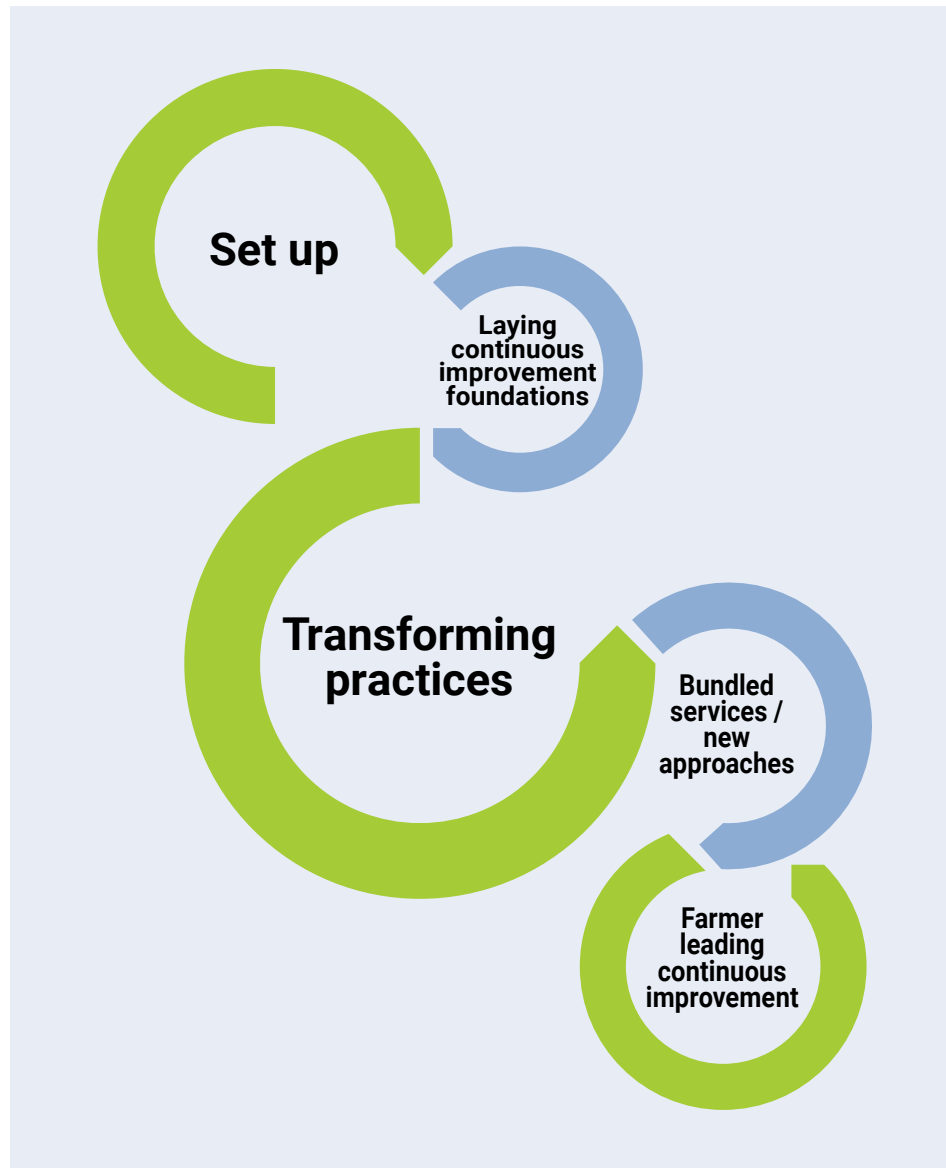 Set up
Laying
continuous
improvement
foundations
Transforming
practices
Bundled
services /
new
approaches
Farmer
leading
continuous
improvement